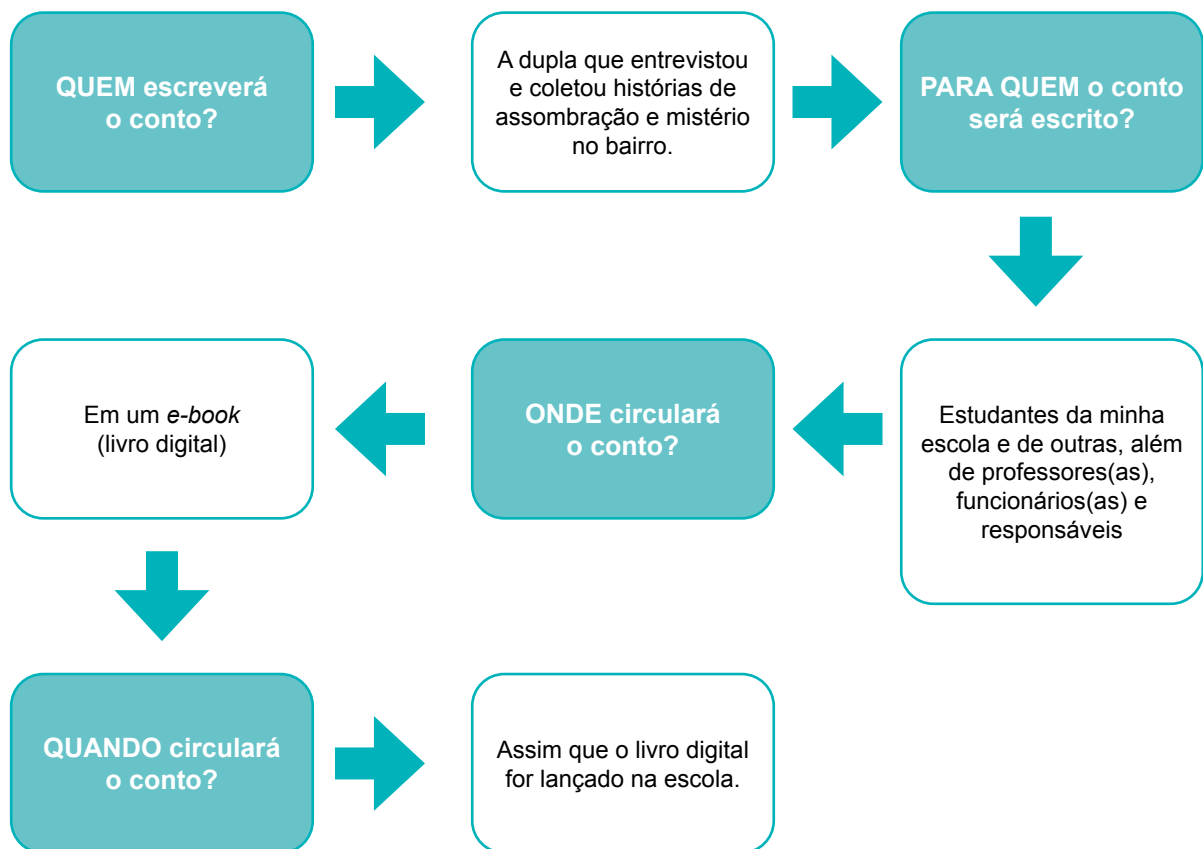 QUEM escreverá
o conto?
A dupla que entrevistou
e coletou histórias de
assombração e mistério
no bairro.
PARA QUEM o conto
será escrito?
Estudantes da minha
escola e de outras, além
de professores(as),
funcionários(as) e
responsáveis
ONDE circulará
o conto?
Em um e-book
(livro digital)
QUANDO circulará
o conto?
Assim que o livro digital
for lançado na escola.